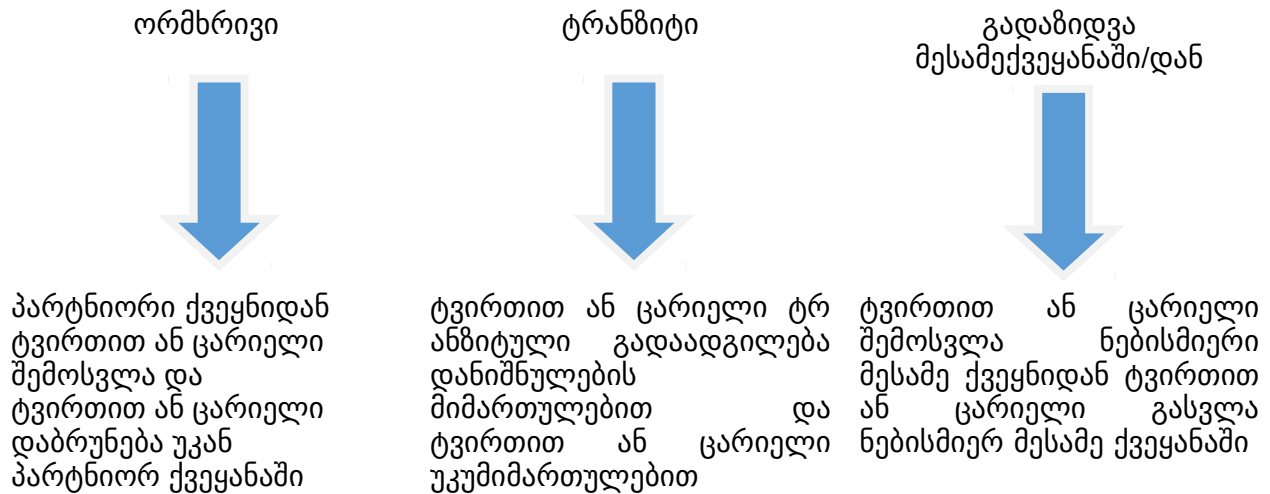 ორმხრივი
პარტნიორი ქვეყნიდან
ტვირთით ან ცარიელი
შემოსვლა და
ტვირთით ან ცარიელი
დაბრუნება უკან
პარტნიორ ქვეყანაში
ტრანზიტი
ტვირთით ან ცარიელი ტრ
ანზიტული გადაადგილება
დანიშნულების
მიმართულებით და
ტვირთით ან ცარიელი
უკუმიმართულებით
გადაზიდვა
მესამექვეყანაში/დან
ტვირთით ან ცარიელი
შემოსვლა ნებისმიერი
მესამე ქვეყნიდან ტვირთით
ან ცარიელი გასვლა
ნებისმიერ მესამე ქვეყანაში